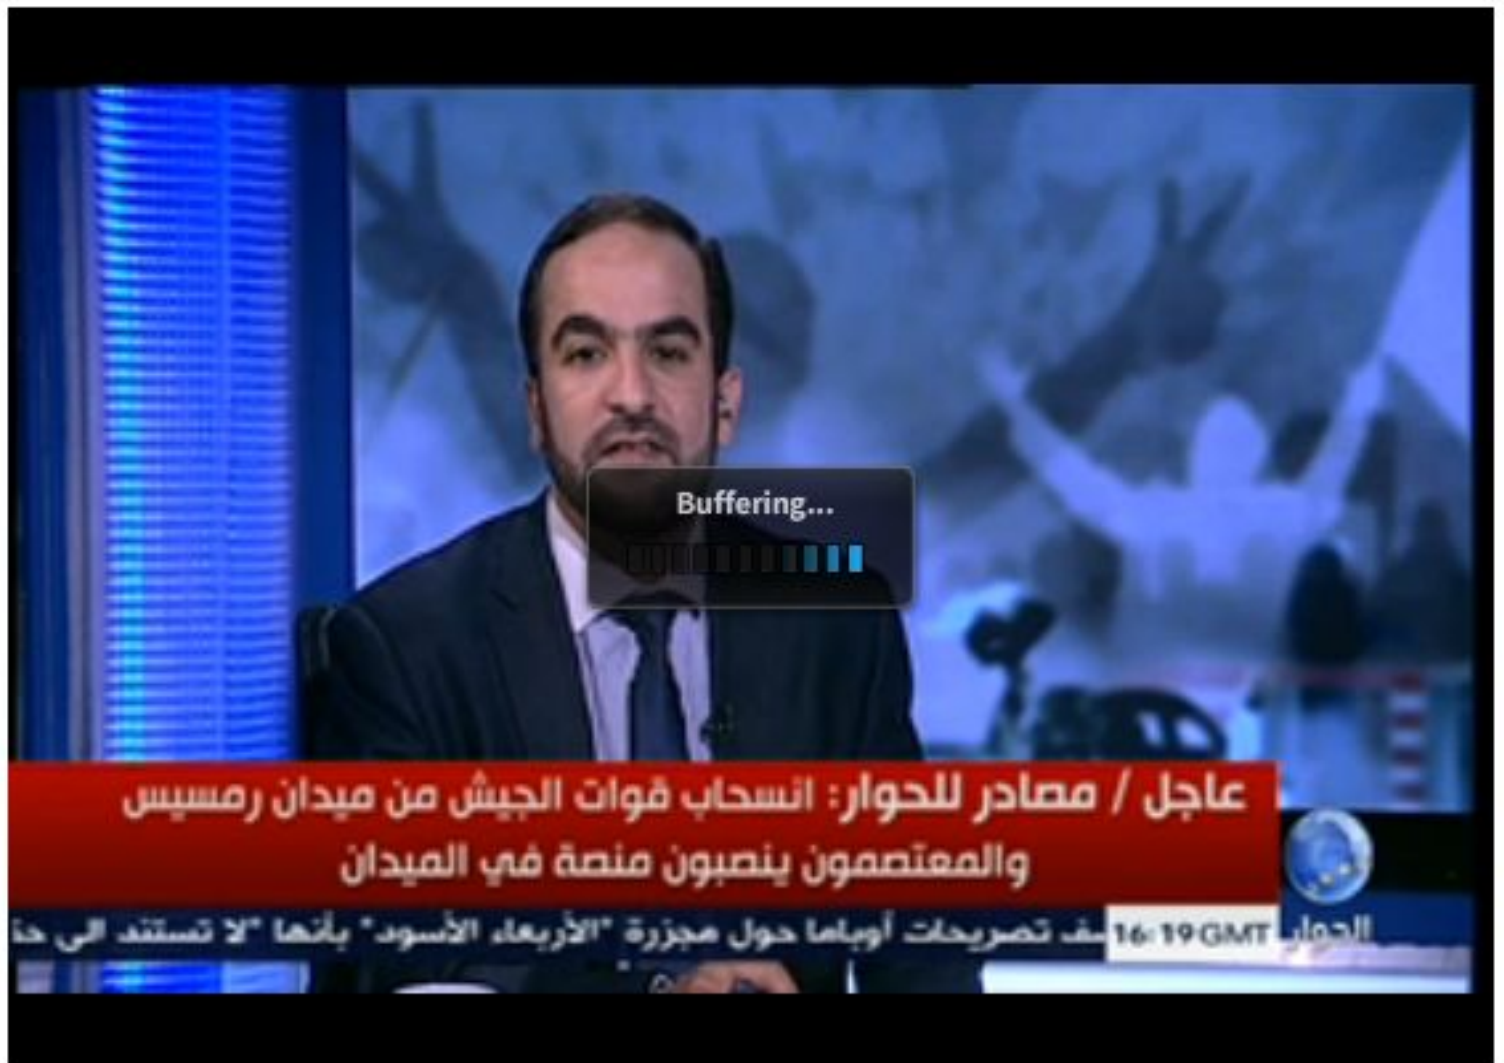 Buffering...
عاجل / مصادر للحوار: انسحاب قوات الجيش من ميدان رمسيس
والمعتصمون ينصبون منصة في الميدان
الحوار
16:19 GMT
تصريحات أوباما حول مجزرة "الأربعاء الأسود" بأنها "لا تستند الى